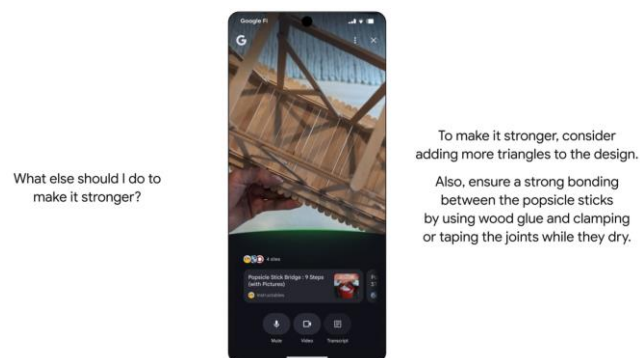 What else should I do to
make it stronger?
Google Fi
G
4 sites
Popsicle Stick Bridge : 9 Steps
(with Pictures)
Instructables
Mute
Video
Transcript
To make it stronger, consider
adding more triangles to the design.
Also, ensure a strong bonding
between the popsicle sticks
by using wood glue and clamping
or taping the joints while they dry.